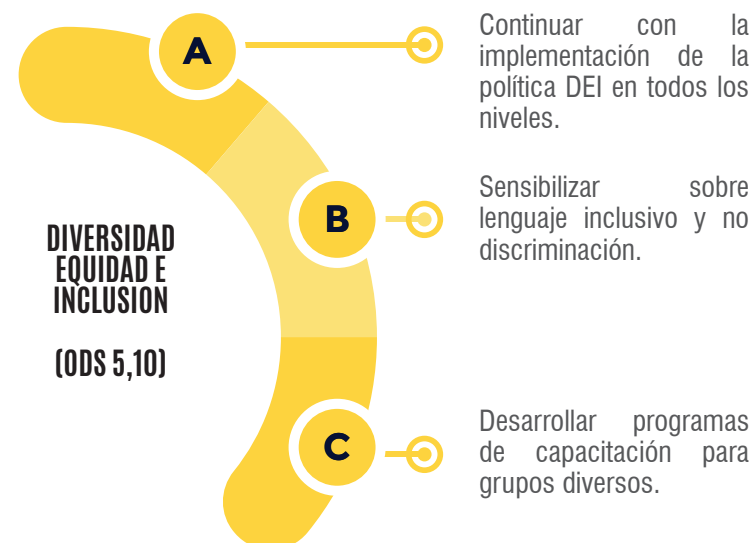 A
Continuar con la
implementación de la
política DEI en todos los
niveles.
B
Sensibilizar sobre
lenguaje inclusivo y no
discriminación.
DIVERSIDAD
EQUIDAD E
INCLUSION
(ODS 5,10)
C
Desarrollar programas
de capacitación para
grupos diversos.